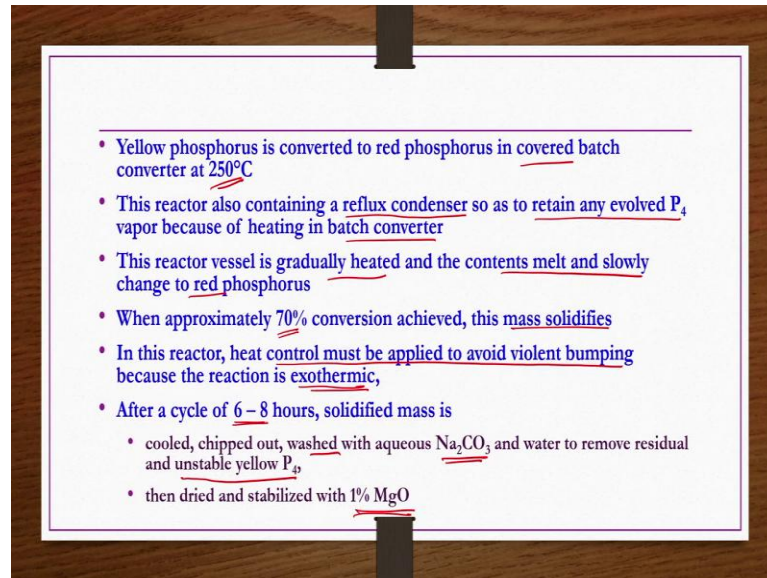 • Yellow phosphorus is converted to red phosphorus in covered batch
converter at 250°C
• This reactor also containing a reflux condenser so as to retain any evolved P₄
vapor because of heating in batch converter
• This reactor vessel is gradually heated and the contents melt and slowly
change to red phosphorus
• When approximately 70% conversion achieved, this mass solidifies
• In this reactor, heat control must be applied to avoid violent bumping
because the reaction is exothermic,
• After a cycle of 6 – 8 hours, solidified mass is
• cooled, chipped out, washed with aqueous Na₂CO₃ and water to remove residual
and unstable yellow P₄,
• then dried and stabilized with 1% MgO